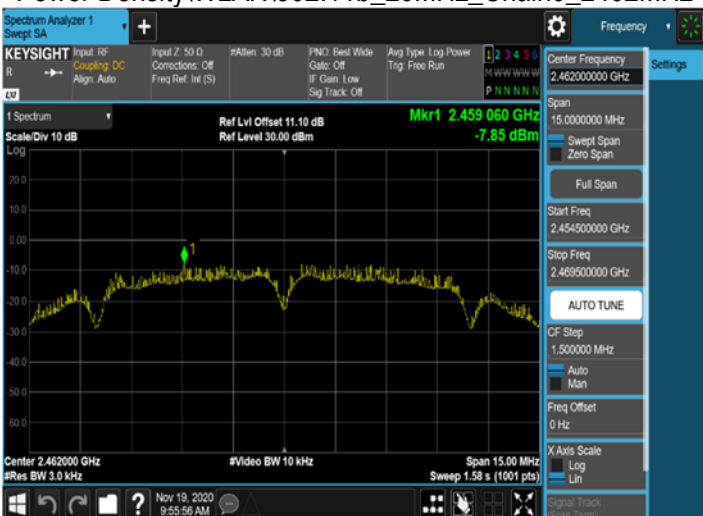 Spectrum Analyzer 1
Swept SA
+
Frequency
KEYSIGHT
R
LXI
Input: RF
Coupling: DC
Align: Auto
Input Z: 50 Ω
Corrections: Off
Freq Ref: Int (S)
#Atten: 30 dB
PNO: Best Wide
Gate: Off
IF Gain: Low
Sig Track: Off
Avg Type: Log-Power
Trig: Free Run
1 2 3 4 5 6
M W W W W W
P N N N N N
1 Spectrum
Scale/Div 10 dB
Log
Ref Lvl Offset 11.10 dB
Ref Level 30.00 dBm
Mkr1 2.459 060 GHz
-7.85 dBm
20.0
10.0
0.00
-10.0
-20.0
-30.0
-40.0
-50.0
-60.0
1
Center 2.462000 GHz
#Res BW 3.0 kHz
#Video BW 10 kHz
Span 15.00 MHz
Sweep 1.58 s (1001 pts)
?
Nov 19, 2020
9:55:56 AM
Center Frequency
2.462000000 GHz
Settings
Span
15.0000000 MHz
Swept Span
Zero Span
Full Span
Start Freq
2.454500000 GHz
Stop Freq
2.469500000 GHz
AUTO TUNE
CF Step
1.500000 MHz
Auto
Man
Freq Offset
0 Hz
X Axis Scale
Log
Lin
Signal Track
(Span Zoom)